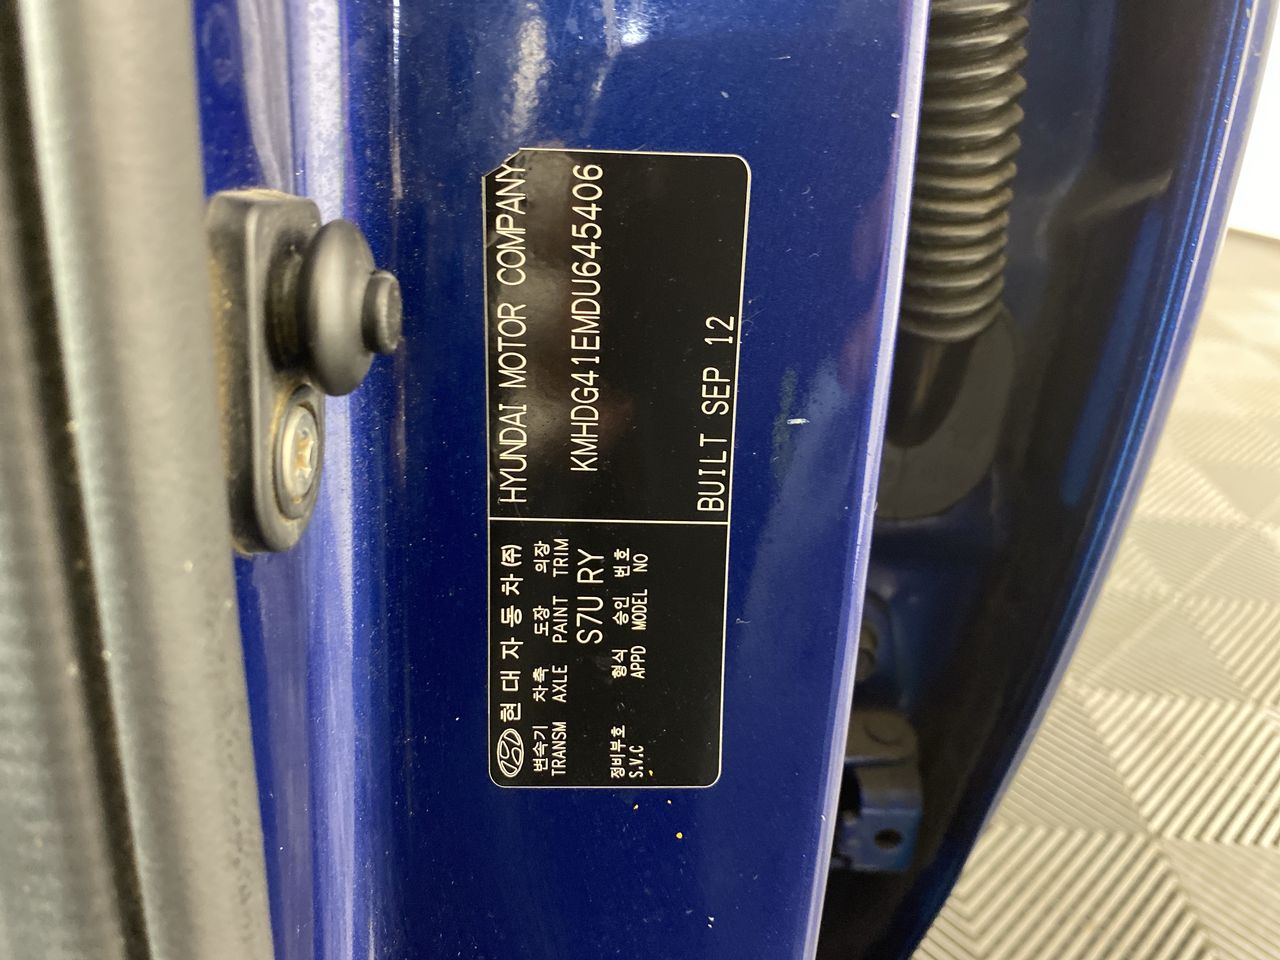 현대자동차(주)
변속기 차축 도장 의장
TRANSM AXLE PAINT TRIM
S7U RY
정비부호 형식 승인 번호
S.V.C APPD MODEL NO
HYUNDAI MOTOR COMPANY
KMHDG41EMDU645406
BUILT SEP 12